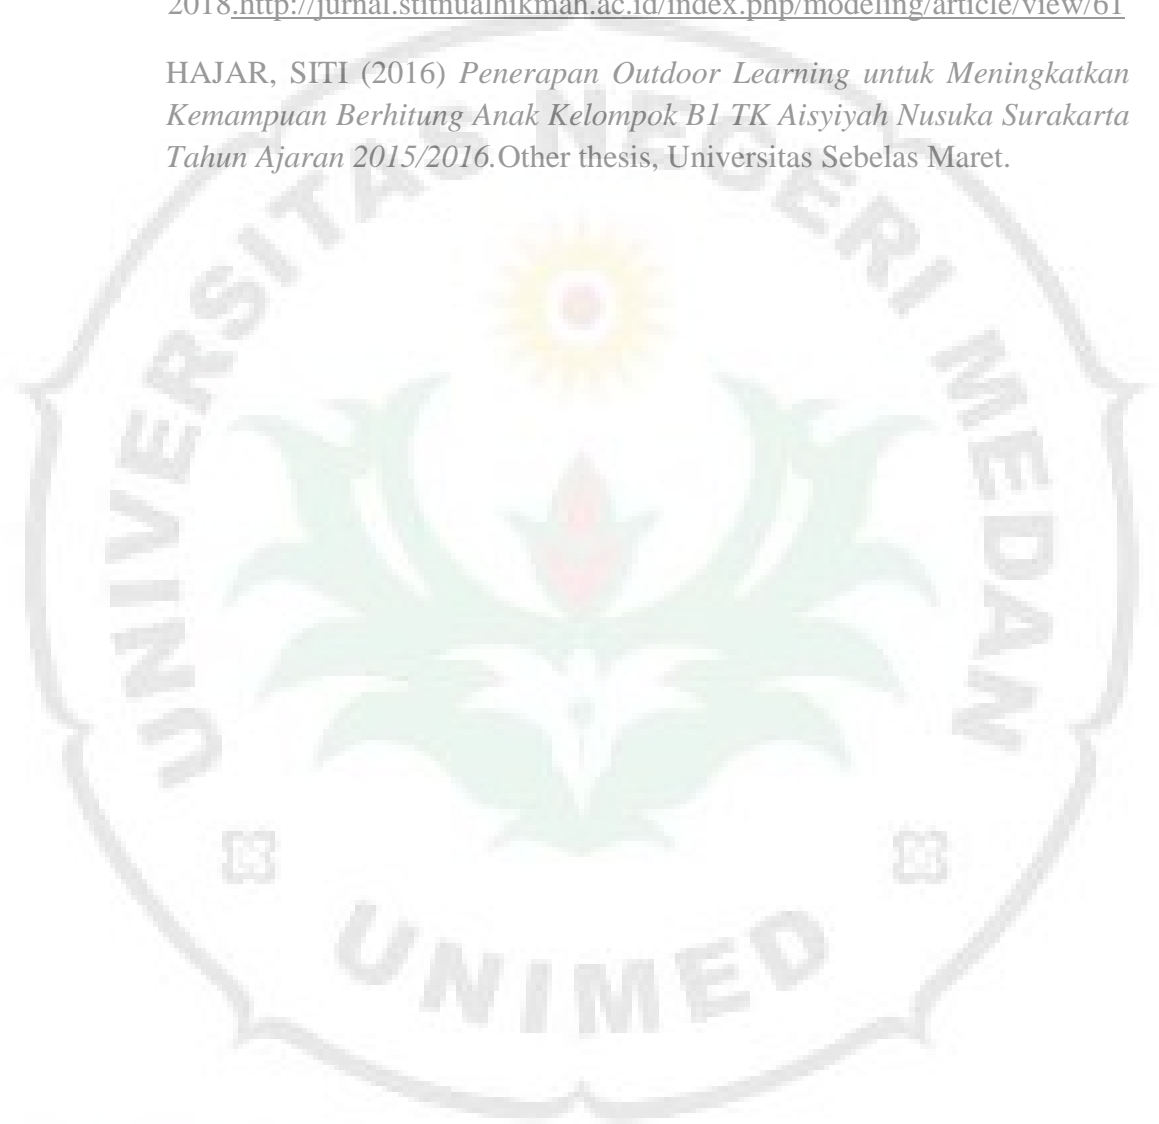 2018.http://jurnal.stitnualhikmah.ac.id/index.php/modeling/article/view/61
HAJAR, SITI (2016) Penerapan Outdoor Learning untuk Meningkatkan
Kemampuan Berhitung Anak Kelompok B1 TK Aisyiyah Nusuka Surakarta
Tahun Ajaran 2015/2016.Other thesis, Universitas Sebelas Maret.
UNIVERSITAS NEGERI MEDAN
UNIMED